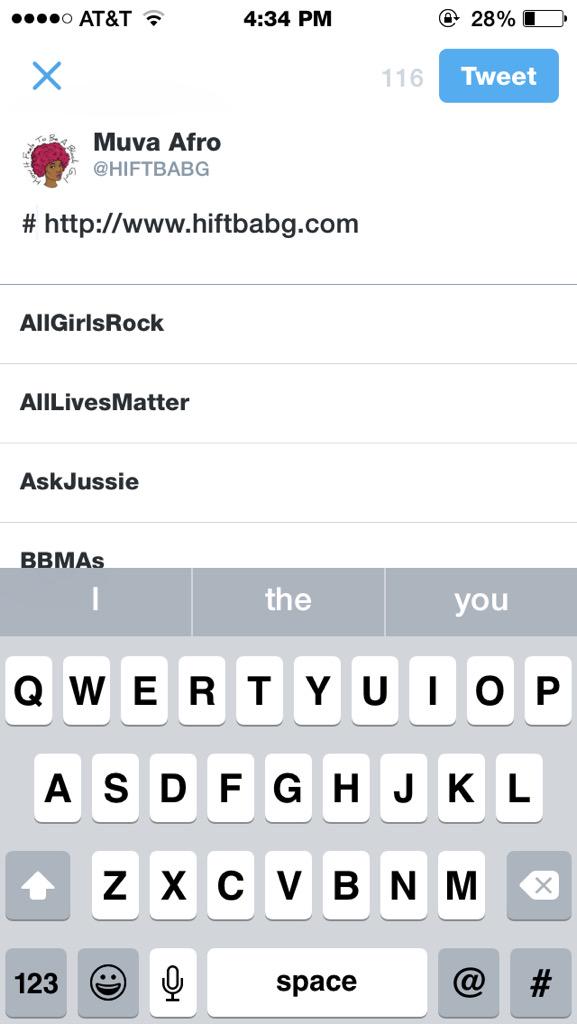 AT&T 4:34 PM 28%
116 Tweet
Muva Afro
@HIFTBABG
# http://www.hiftbabg.com
AllGirlsRock
AllLivesMatter
AskJussie
BBMAs
I the you
Q W E R T Y U I O P
A S D F G H J K L
Z X C V B N M
123 space @ #